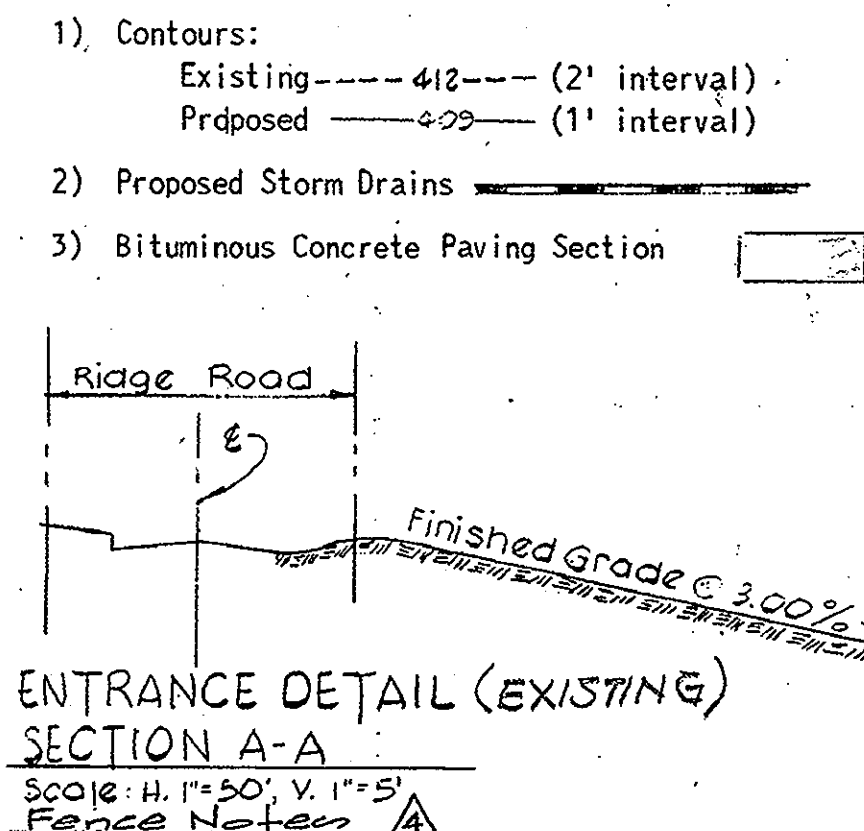 1) Contours:
Existing---- 412--- (2' interval)
Proposed ——409—— (1' interval)
2) Proposed Storm Drains
3) Bituminous Concrete Paving Section
Ridge Road
℄
Finished Grade @ 3.00%
ENTRANCE DETAIL (EXISTING)
SECTION A-A
Scale: H. 1"=50', V. 1"=5'
Fence Notes 4